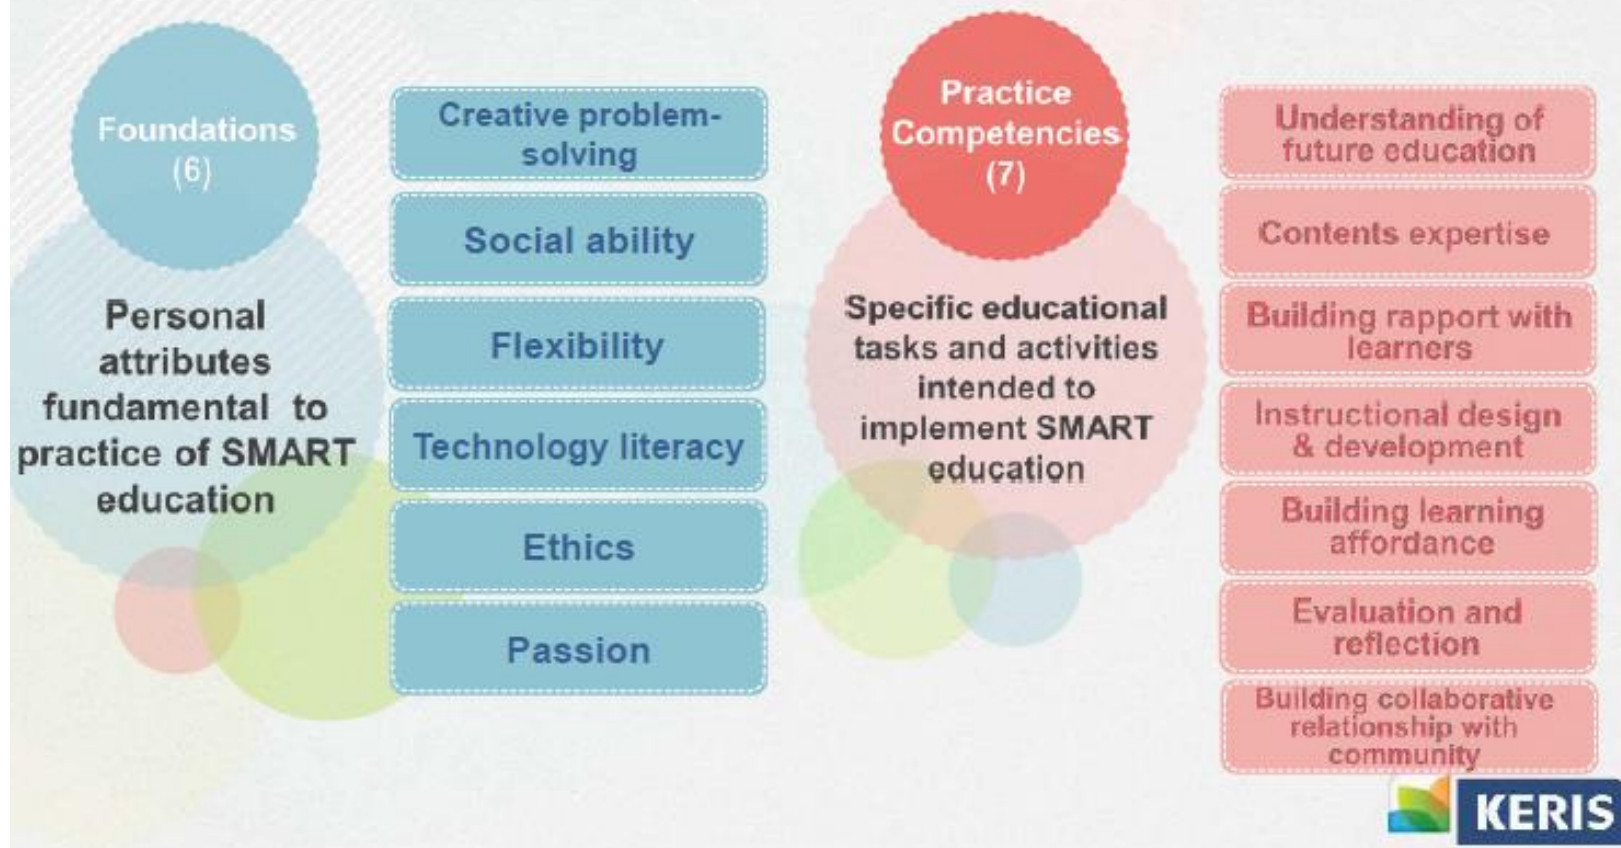 Foundations
(6)
Personal
attributes
fundamental to
practice of SMART
education
Creative problem-
solving
Social ability
Flexibility
Technology literacy
Ethics
Passion
Practice
Competencies
(7)
Specific educational
tasks and activities
intended to
implement SMART
education
Understanding of
future education
Contents expertise
Building rapport with
learners
Instructional design
& development
Building learning
affordance
Evaluation and
reflection
Building collaborative
relationship with
community
KERIS